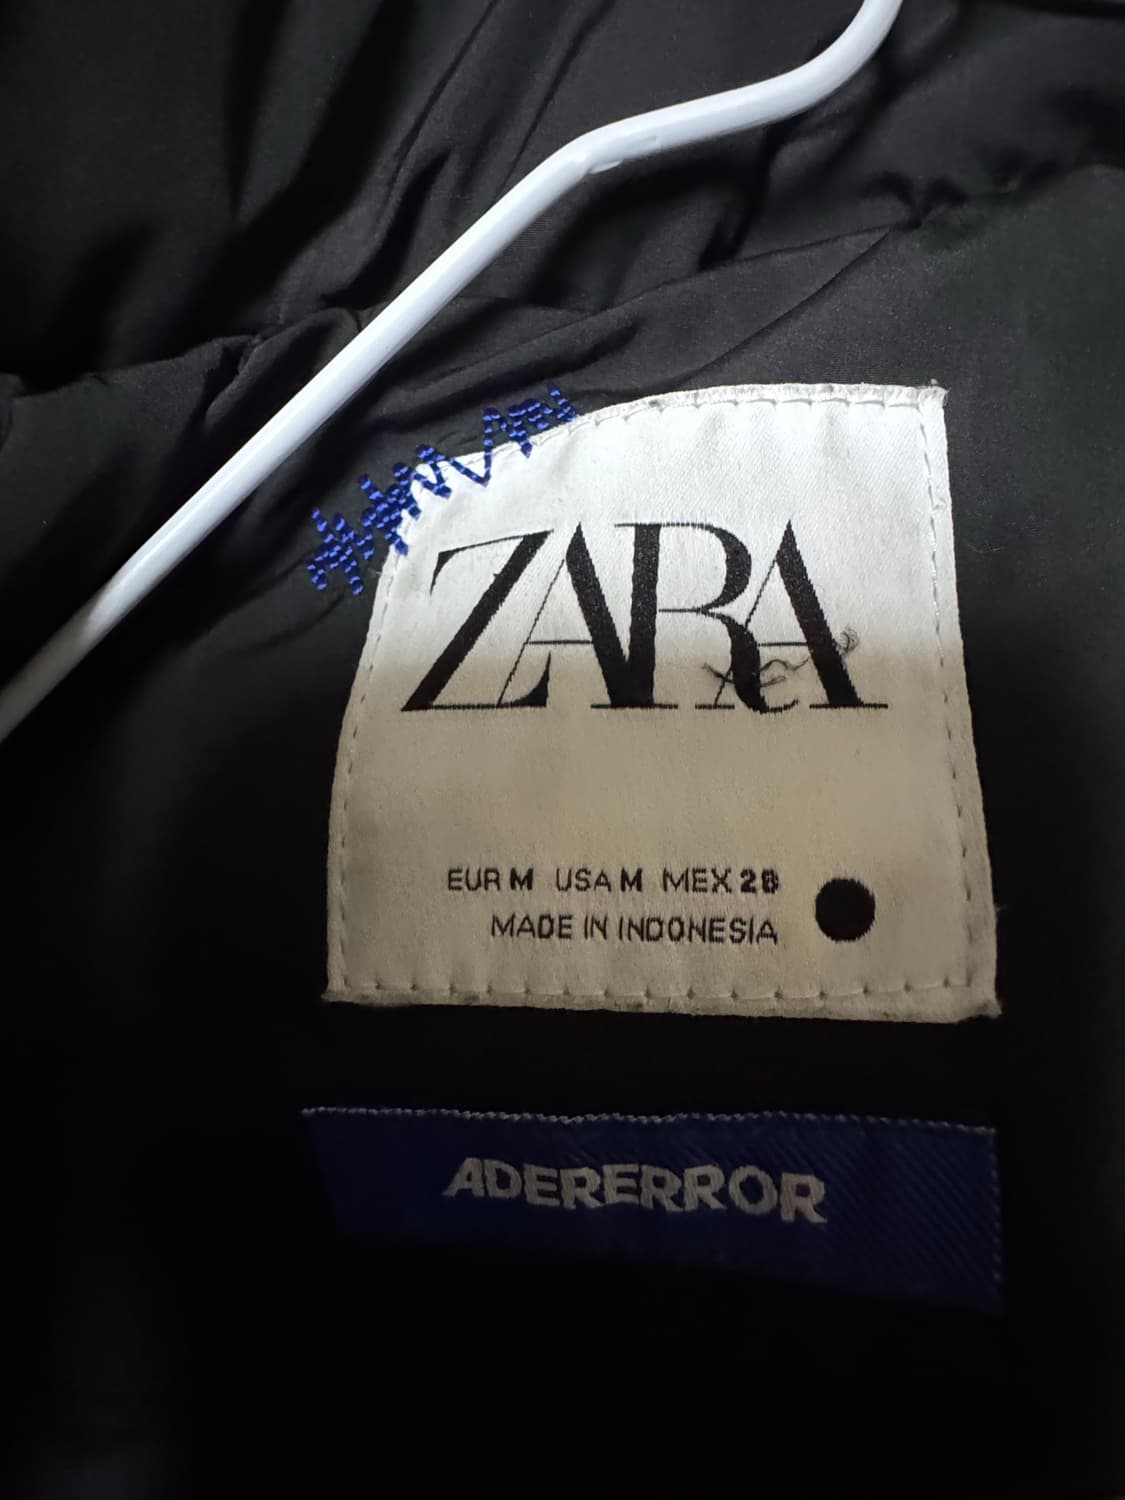 ZARA
EUR M USA M MEX 28
MADE IN INDONESIA
ADERERROR